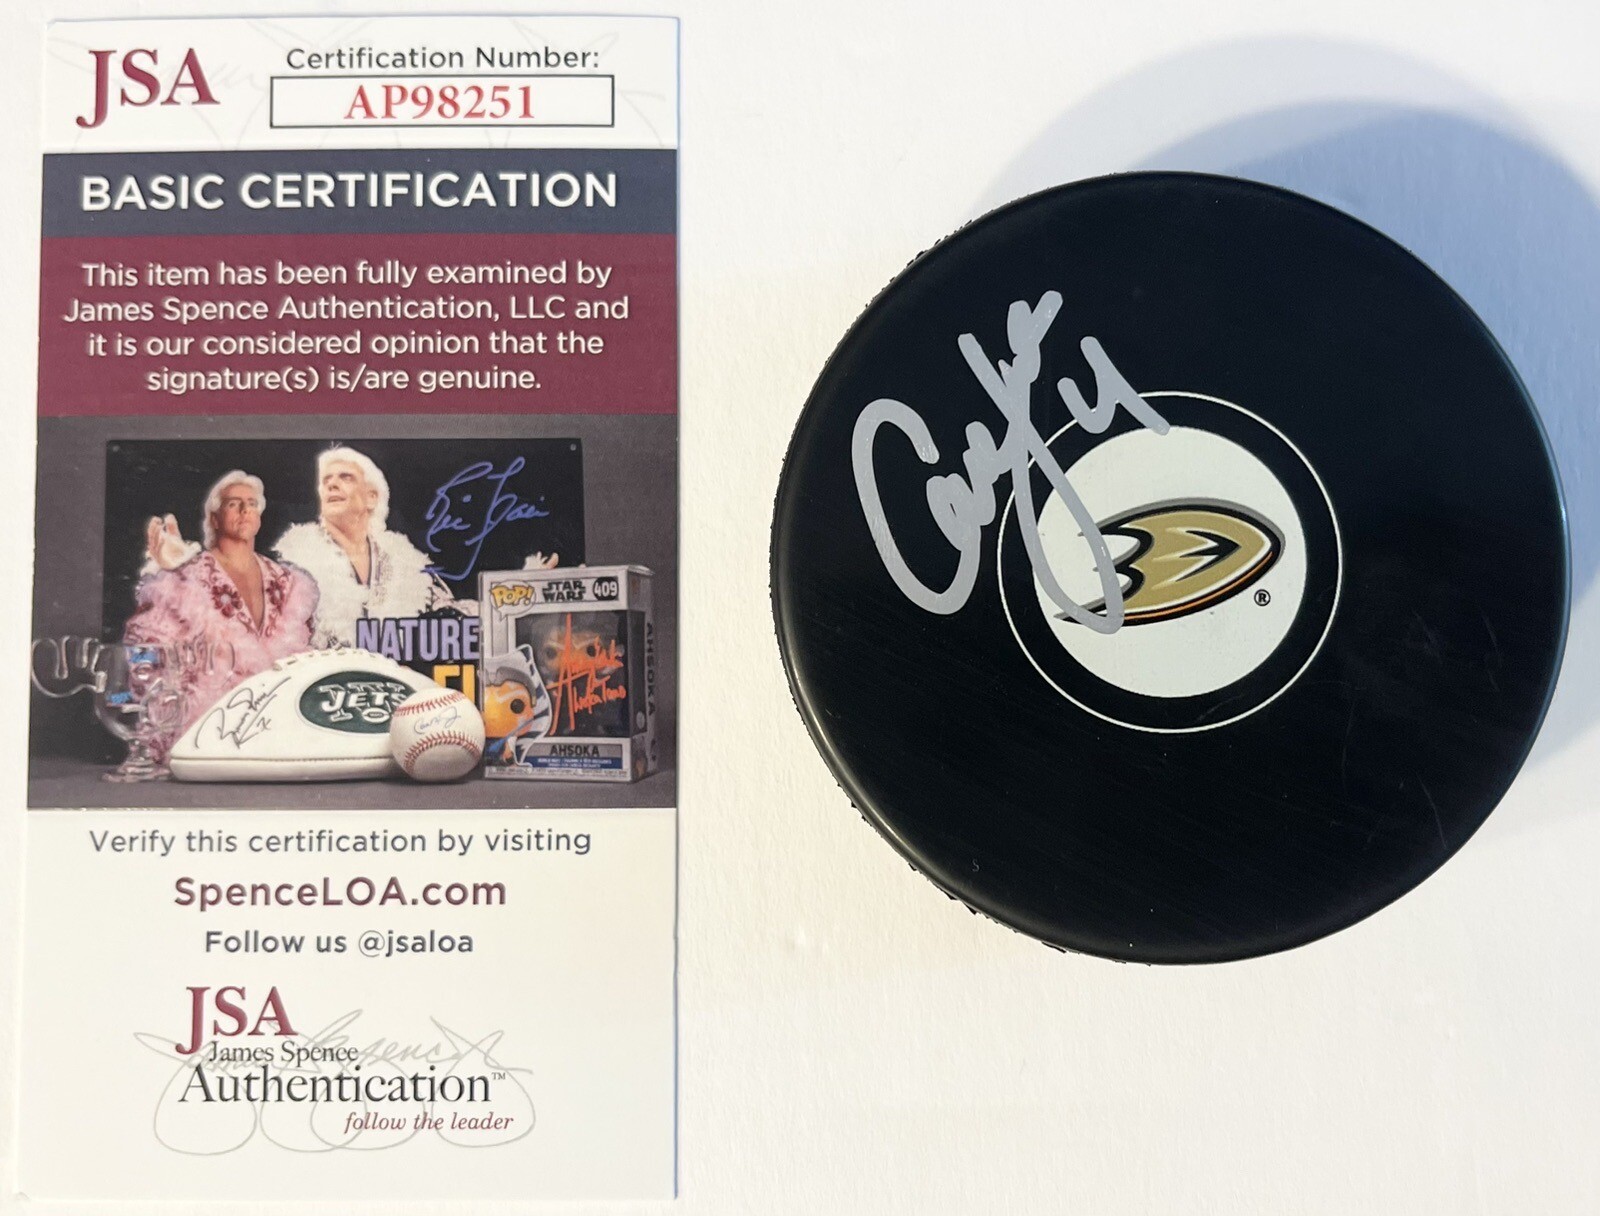 JSA
Certification Number:
AP98251
BASIC CERTIFICATION
This item has been fully examined by
James Spence Authentication, LLC and
it is our considered opinion that the
signature(s) is/are genuine.
NATURE
POP!
STAR WARS
409
AHSOKA
JETS
AHSOKA
Verify this certification by visiting
SpenceLOA.com
Follow us @jsaloa
JSA
James Spence
Authentication™
follow the leader
®